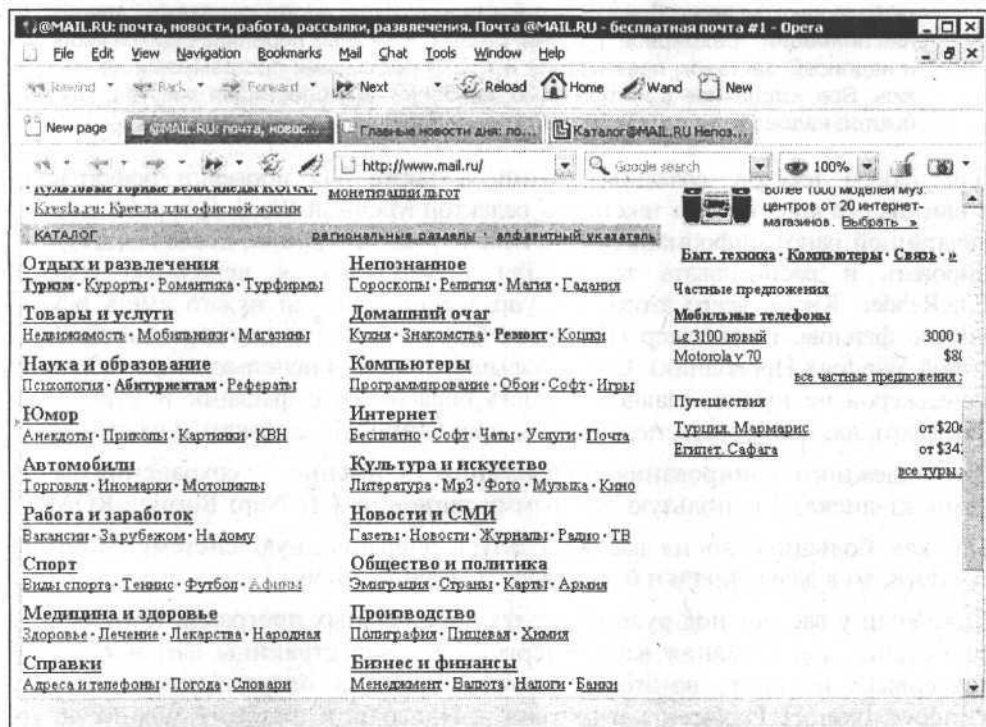 @MAIL.RU: почта, новости, работа, рассылки, развлечения. Почта @MAIL.RU - бесплатная почта #1 - Opera
File Edit View Navigation Bookmarks Mail Chat Tools Window Help
Rewind Back Forward Next Reload Home Wand New
New page @MAIL.RU: почта, новос... Главные новости дня: по... Каталог@MAIL.RU Непоз...
http://www.mail.ru/ Google search 100%
· Kresla.ru: Кресла для офисной жизни
Более 1000 моделей муз.
центров от 20 интернет-
магазинов. Выбрать »
КАТАЛОГ региональные разделы алфавитный указатель
Отдых и развлечения
Туризм · Курорты · Романтика · Турфирмы
Товары и услуги
Недвижимость · Мобильники · Магазины
Наука и образование
Психология · Абитуриентам · Рефераты
Юмор
Анекдоты · Приколы · Картинки · КВН
Автомобили
Торговля · Иномарки · Мотоциклы
Работа и заработок
Вакансии · За рубежом · На дому
Спорт
Виды спорта · Теннис · Футбол · Афиши
Медицина и здоровье
Здоровье · Лечение · Лекарства · Народная
Справки
Адреса и телефоны · Погода · Словари
Непознанное
Гороскопы · Религия · Магия · Гадания
Домашний очаг
Кухня · Знакомства · Ремонт · Кошки
Компьютеры
Программирование · Обои · Софт · Игры
Интернет
Бесплатно · Софт · Чаты · Услуги · Почта
Культура и искусство
Литература · Mp3 · Фото · Музыка · Кино
Новости и СМИ
Газеты · Новости · Журналы · Радио · ТВ
Общество и политика
Эмиграция · Страны · Карты · Армия
Производство
Полиграфия · Пищевая · Химия
Бизнес и финансы
Менеджмент · Валюта · Налоги · Банки
Быт. техника · Компьютеры · Связь · »
Частные предложения
Мобильные телефоны
Lg 3100 новый 3000
Motorola v 70
все частные предложения
Путешествия
Турция, Мармарис
Египет, Сафага
все туры